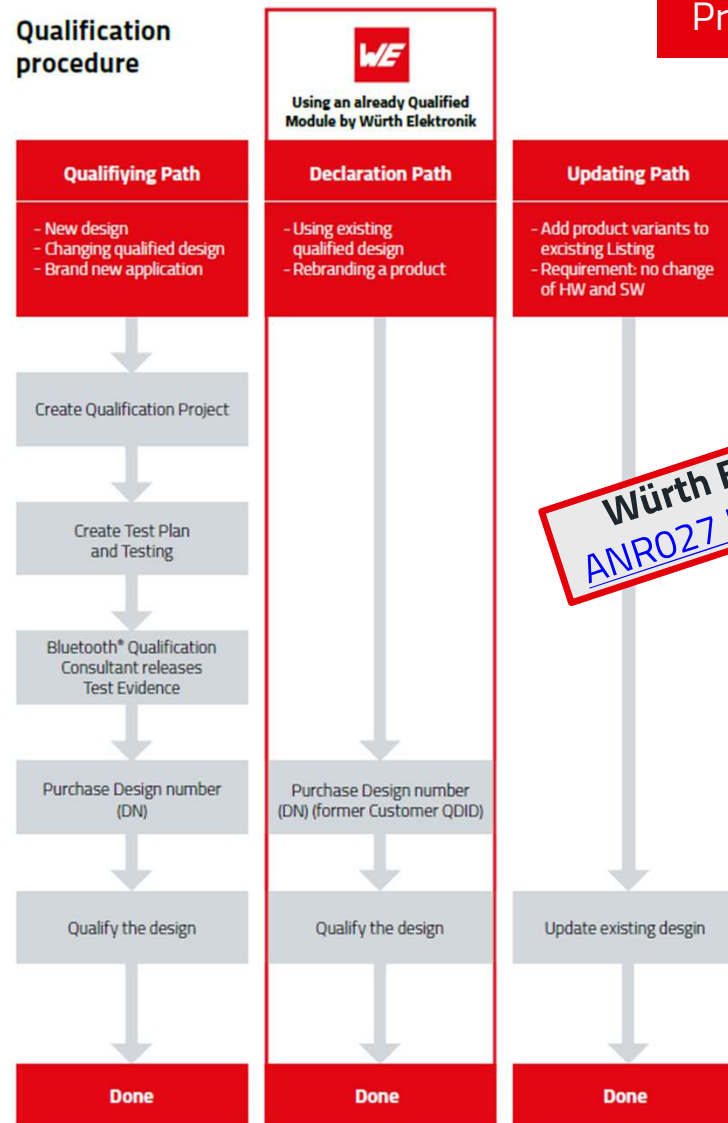 Qualification
procedure
Pr
WE
Using an already Qualified
Module by Würth Elektronik
Qualifiying Path
- New design
- Changing qualified design
- Brand new application
Declaration Path
- Using existing
qualified design
- Rebranding a product
Updating Path
- Add product variants to
excisting Listing
- Requirement: no change
of HW and SW
Create Qualification Project
Create Test Plan
and Testing
Bluetooth® Qualification
Consultant releases
Test Evidence
Purchase Design number
(DN)
Qualify the design
Done
Purchase Design number
(DN) (former Customer QDID)
Qualify the design
Done
Würth E
ANR027
Update existing desgin
Done